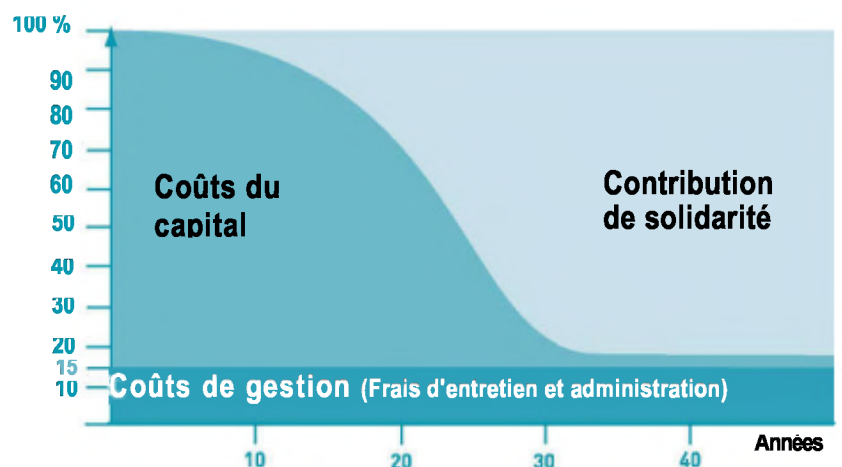 100 %
90
80
70
60
50
40
30
20
15
10
Coûts du
capital
Contribution
de solidarité
Coûts de gestion (Frais d'entretien et administration)
Années
10
20
30
40